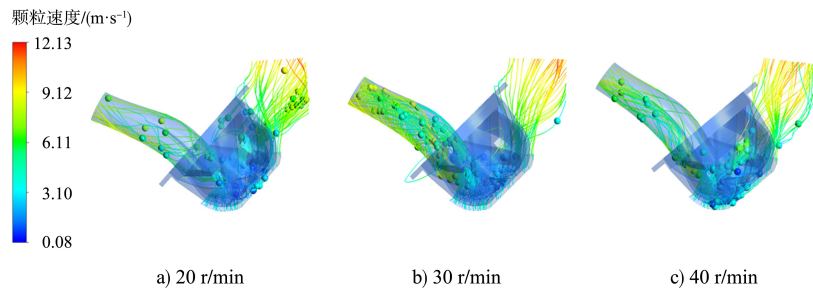 颗粒速度/(m·s⁻¹)
12.13
9.12
6.11
3.10
0.08
a) 20 r/min
b) 30 r/min
c) 40 r/min